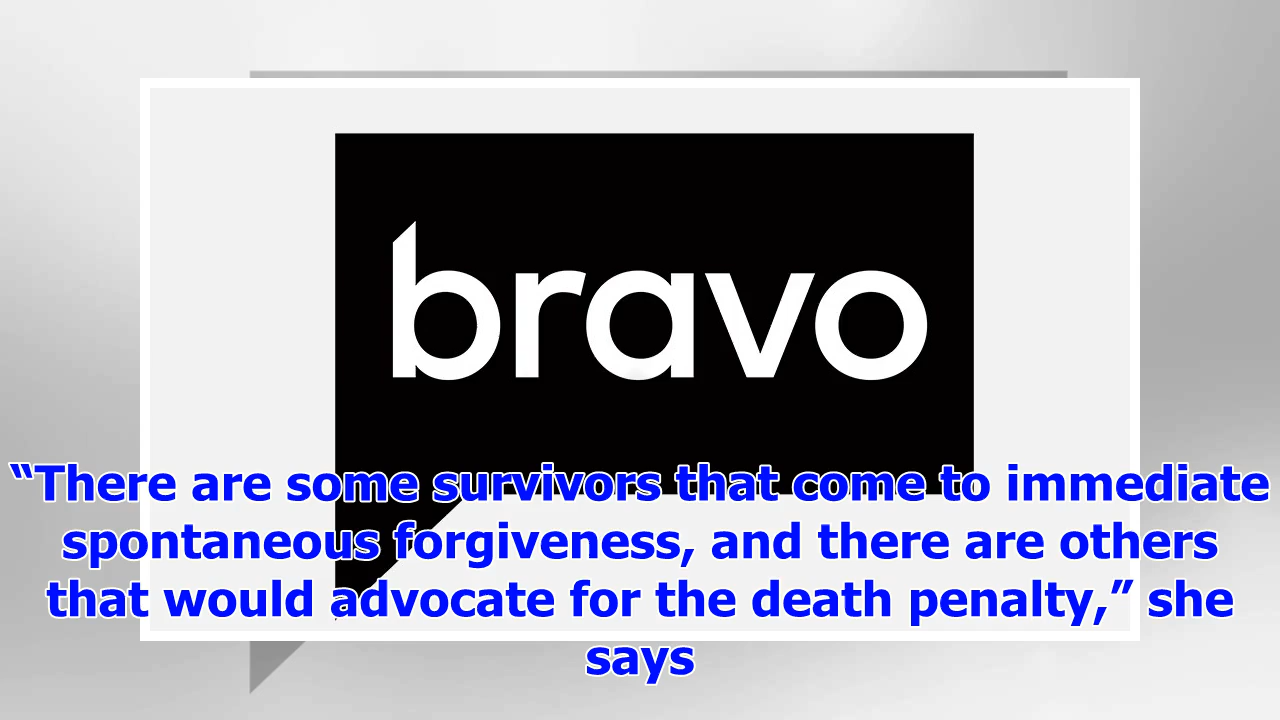 bravo
“There are some survivors that come to immediate
spontaneous forgiveness, and there are others
that would advocate for the death penalty,” she
says